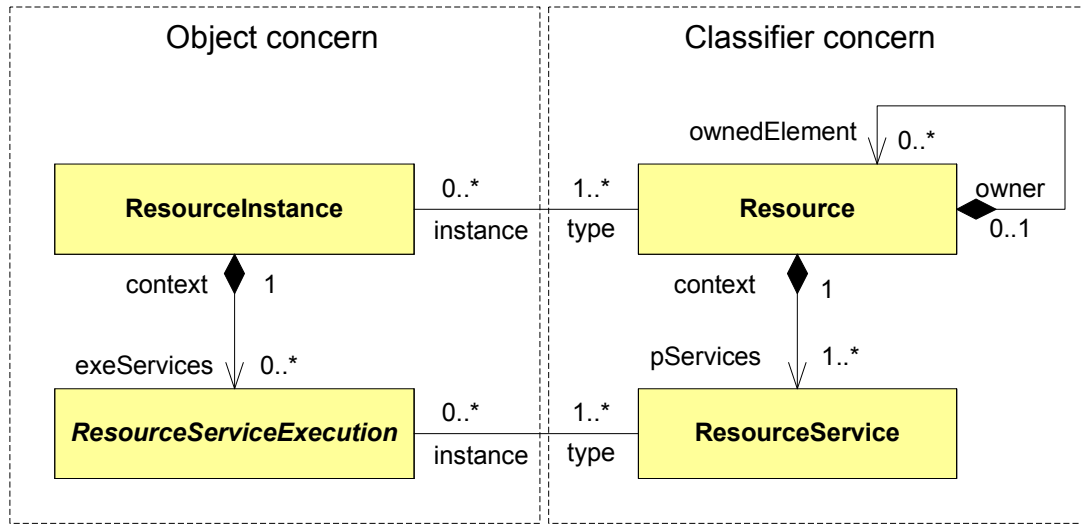 Object concern
Classifier concern
ownedElement
0..*
ResourceInstance
0..*
instance
1..*
type
Resource
owner
0..1
context
1
context
1
exeServices
0..*
pServices
1..*
ResourceServiceExecution
0..*
instance
1..*
type
ResourceService